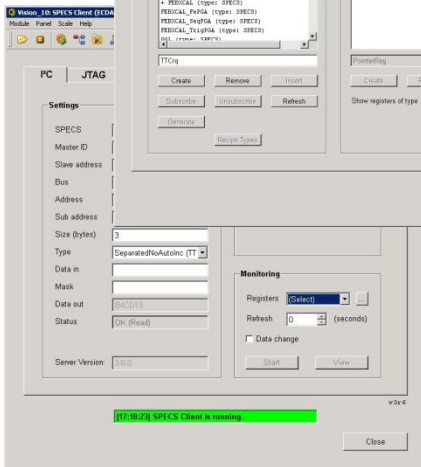 Vision_10: SPECS Client (ECDA
Module Panel Scale Help
+ FEBXCAL (type: SPECS)
FEBXCAL_FePGA (type: SPECS)
FEBXCAL_SeqPGA (type: SPECS)
FEBXCAL_TrigPGA (type: SPECS)
TTCrq
PointerReg
Create Remove Insert
Create
Subscribe Unsubscribe Refresh
Show registers of type
Generate
Recipe Types
I²C JTAG
Settings
SPECS
Master ID
Slave address
Bus
Address
Sub address
Size (bytes) 3
Type SeparatedNoAutoInc (TT
Data in
Mask
Data out B4CD13
Status OK (Read)
Server Version:
Monitoring
Registers (Select) ...
Refresh 0 (seconds)
Data change
Start View
v3r6
[17:18:23] SPECS Client is running.
Close